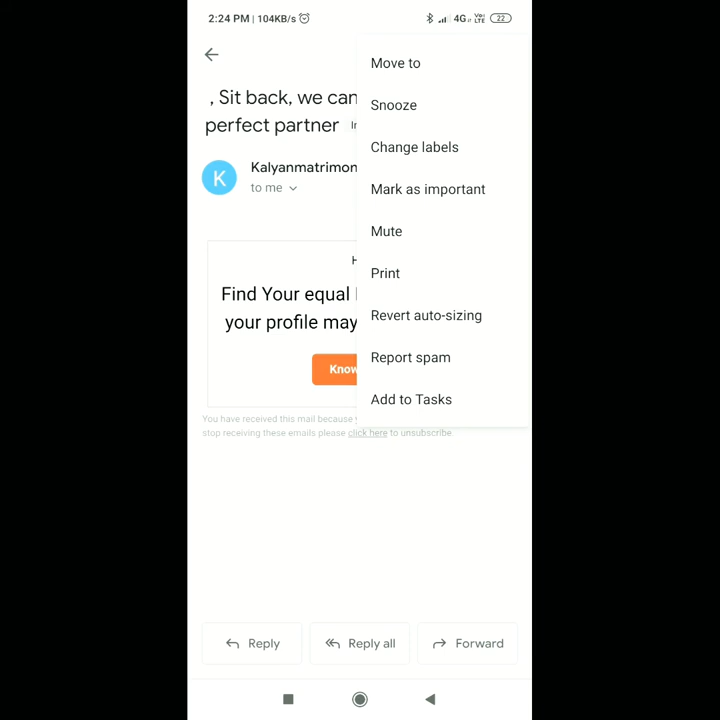 2:24 PM | 104KB/s
4G Vo) LTE 22
Move to
, Sit back, we can
Snooze
perfect partner
Change labels
Kalyanmatrimon
to me
Mark as important
Mute
Find Your equal
Print
your profile may
Revert auto-sizing
Know
Report spam
Add to Tasks
You have received this mail because
stop receiving these emails please click here to unsubscribe
Reply
Reply all
Forward
K